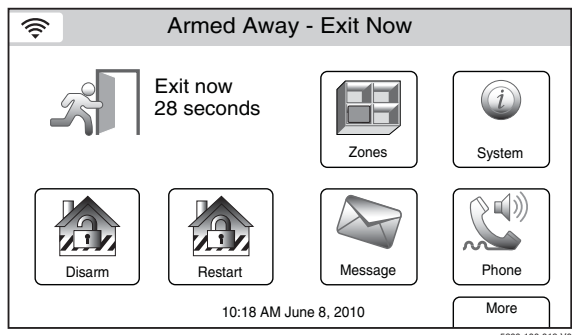 Armed Away - Exit Now
Exit now
28 seconds
Zones
System
Disarm
Restart
Message
Phone
10:18 AM June 8, 2010
More